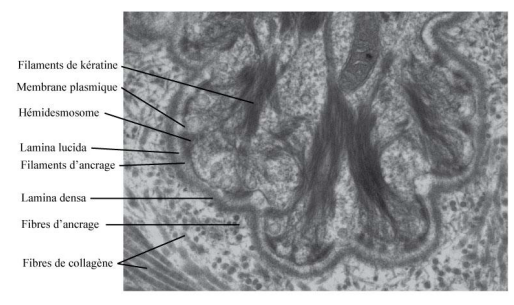 Filaments de kératine
Membrane plasmique
Hémidesmosome
Lamina lucida
Filaments d'ancrage
Lamina densa
Fibres d'ancrage
Fibres de collagène